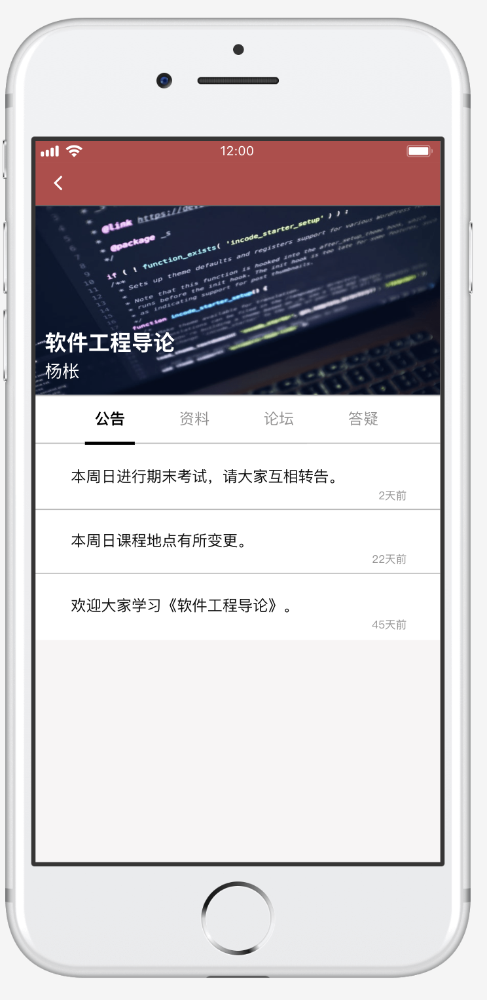 12:00
@link https://de
* @package _s
*/
if ( ! function_exists( 'incode_starter_setup' ) ) :
/**
* Sets up theme defaults and registers support for various WordPress
*
* Note that this function is hooked into the after_setup_theme hook, which
* runs before the init hook. The init hook is too late for some features, such
* as indicating support for post thumbnails.
*/
function incode_starter_setup() {
软件工程导论
杨枨
公告 资料 论坛 答疑
本周日进行期末考试，请大家互相转告。
2天前
本周日课程地点有所变更。
22天前
欢迎大家学习《软件工程导论》。
45天前